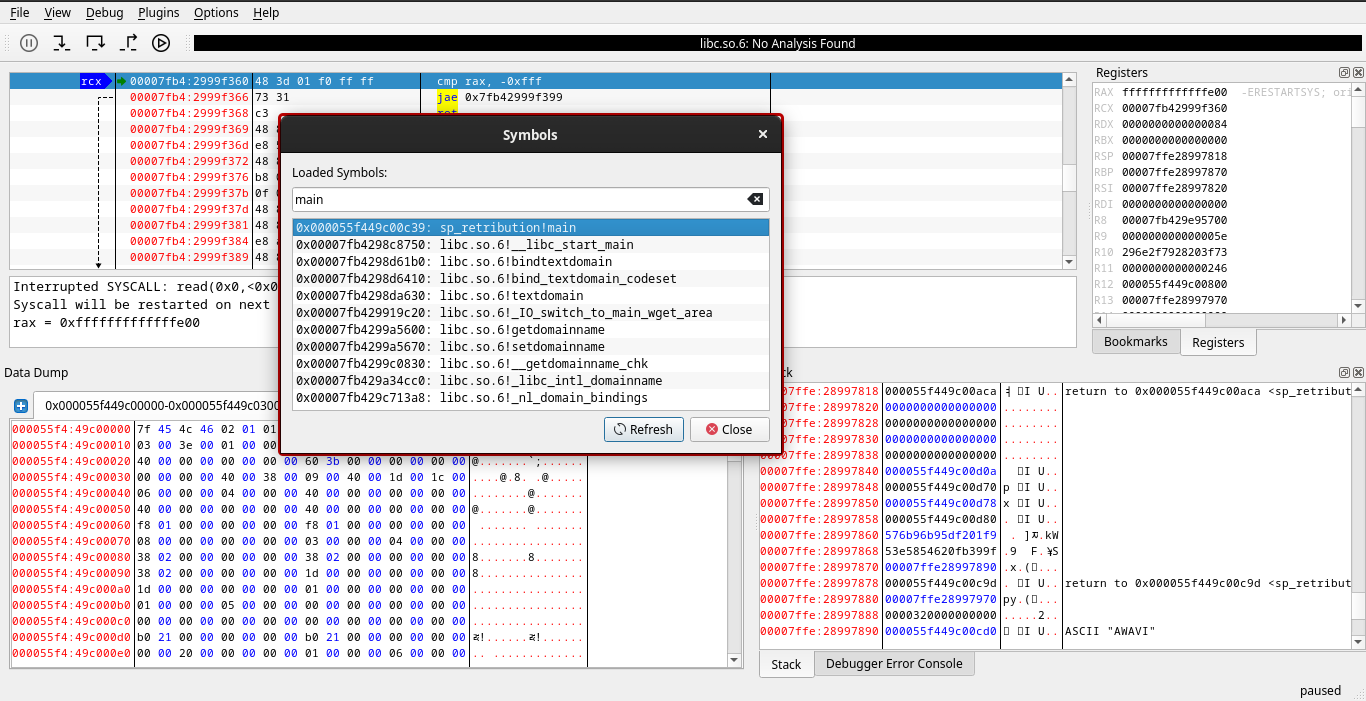 File View Debug Plugins Options Help
libc.so.6: No Analysis Found
rcx 00007fb4:2999f360 48 3d 01 f0 ff ff cmp rax, -0xfff
00007fb4:2999f366 73 31 jae 0x7fb42999f399
00007fb4:2999f368 c3
00007fb4:2999f369 48
00007fb4:2999f36d e8
00007fb4:2999f372 48
00007fb4:2999f376 b8
00007fb4:2999f37b 0f
00007fb4:2999f37d 48
00007fb4:2999f381 48
00007fb4:2999f384 e8
00007fb4:2999f389 48
Interrupted SYSCALL: read(0x0,<0x0
Syscall will be restarted on next
rax = 0xfffffffffffffe00
Registers
RAX fffffffffffffe00 -ERESTARTSYS; ori
RCX 00007fb42999f360
RDX 0000000000000084
RBX 0000000000000000
RSP 00007ffe28997818
RBP 00007ffe28997870
RSI 00007ffe28997820
RDI 0000000000000000
R8 00007fb429e95700
R9 000000000000005e
R10 296e2f7928203f73
R11 0000000000000246
R12 000055f449c00800
R13 00007ffe28997970
Bookmarks Registers
Symbols
Loaded Symbols:
main
0x000055f449c00c39: sp_retribution!main
0x00007fb4298c8750: libc.so.6!__libc_start_main
0x00007fb4298d61b0: libc.so.6!bindtextdomain
0x00007fb4298d6410: libc.so.6!bind_textdomain_codeset
0x00007fb4298da630: libc.so.6!textdomain
0x00007fb429919c20: libc.so.6!_IO_switch_to_main_wget_area
0x00007fb4299a5600: libc.so.6!getdomainname
0x00007fb4299a5670: libc.so.6!setdomainname
0x00007fb4299c0830: libc.so.6!__getdomainname_chk
0x00007fb429a34cc0: libc.so.6!_libc_intl_domainname
0x00007fb429c713a8: libc.so.6!_nl_domain_bindings
Refresh Close
Data Dump
0x000055f449c00000-0x000055f449c0300
000055f4:49c00000 7f 45 4c 46 02 01 01
000055f4:49c00010 03 00 3e 00 01 00 00
000055f4:49c00020 40 00 00 00 00 00 00 00 60 3b 00 00 00 00 00 00 @.......`;......
000055f4:49c00030 00 00 00 00 40 00 38 00 09 00 40 00 1d 00 1c 00 ....@.8. .@.....
000055f4:49c00040 06 00 00 00 04 00 00 00 40 00 00 00 00 00 00 00 ........@.......
000055f4:49c00050 40 00 00 00 00 00 00 00 40 00 00 00 00 00 00 00 @.......@.......
000055f4:49c00060 f8 01 00 00 00 00 00 00 f8 01 00 00 00 00 00 00
000055f4:49c00070 08 00 00 00 00 00 00 00 03 00 00 00 04 00 00 00
000055f4:49c00080 38 02 00 00 00 00 00 00 38 02 00 00 00 00 00 00 8.......8.......
000055f4:49c00090 38 02 00 00 00 00 00 00 1d 00 00 00 00 00 00 00 8...............
000055f4:49c000a0 1d 00 00 00 00 00 00 00 01 00 00 00 00 00 00 00
000055f4:49c000b0 01 00 00 00 05 00 00 00 00 00 00 00 00 00 00 00
000055f4:49c000c0 00 00 00 00 00 00 00 00 00 00 00 00 00 00 00 00
000055f4:49c000d0 b0 21 00 00 00 00 00 00 b0 21 00 00 00 00 00 00
000055f4:49c000e0 00 00 20 00 00 00 00 00 01 00 00 00 06 00 00 00
ck
07ffe:28997818 000055f449c00aca return to 0x000055f449c00aca <sp_retribut
07ffe:28997820 0000000000000000 ........
07ffe:28997828 0000000000000000 ........
07ffe:28997830 0000000000000000 ........
07ffe:28997838 0000000000000000 ........
07ffe:28997840 000055f449c00d0a
07ffe:28997848 000055f449c00d70
07ffe:28997850 000055f449c00d78
07ffe:28997858 000055f449c00d80
07ffe:28997860 576b96b95df201f9
07ffe:28997868 53e5854620fb399f
07ffe:28997870 00007ffe28997890
07ffe:28997878 000055f449c00c9d return to 0x000055f449c00c9d <sp_retribut
07ffe:28997880 00007ffe28997970
07ffe:28997888 0000320000000000 .....2..
07ffe:28997890 000055f449c00cd0 ASCII "AWAVI"
Stack Debugger Error Console
paused